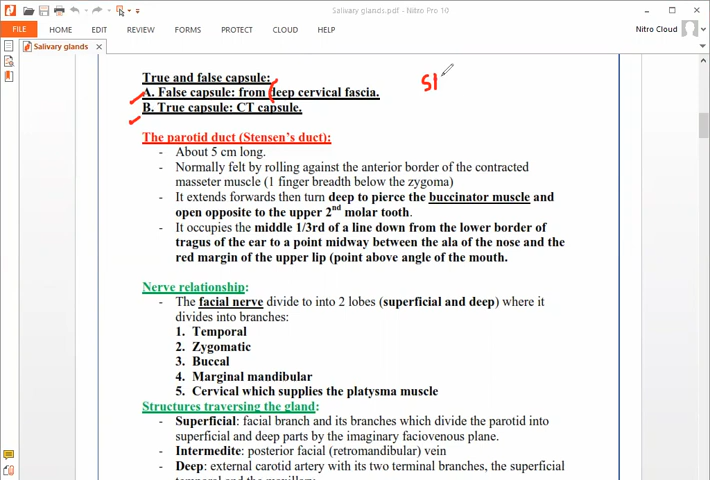 Salivary glands.pdf - Nitro Pro 10
FILE HOME EDIT REVIEW FORMS PROTECT CLOUD HELP Nitro Cloud
Salivary glands ×
True and false capsule:
A. False capsule: from deep cervical fascia.
B. True capsule: CT capsule.
The parotid duct (Stensen's duct):
- About 5 cm long.
- Normally felt by rolling against the anterior border of the contracted
masseter muscle (1 finger breadth below the zygoma)
- It extends forwards then turn deep to pierce the buccinator muscle and
open opposite to the upper 2nd molar tooth.
- It occupies the middle 1/3rd of a line down from the lower border of
tragus of the ear to a point midway between the ala of the nose and the
red margin of the upper lip (point above angle of the mouth.
Nerve relationship:
- The facial nerve divide to into 2 lobes (superficial and deep) where it
divides into branches:
1. Temporal
2. Zygomatic
3. Buccal
4. Marginal mandibular
5. Cervical which supplies the platysma muscle
Structures traversing the gland:
- Superficial: facial branch and its branches which divide the parotid into
superficial and deep parts by the imaginary faciovenous plane.
- Intermedite: posterior facial (retromandibular) vein
- Deep: external carotid artery with its two terminal branches, the superficial